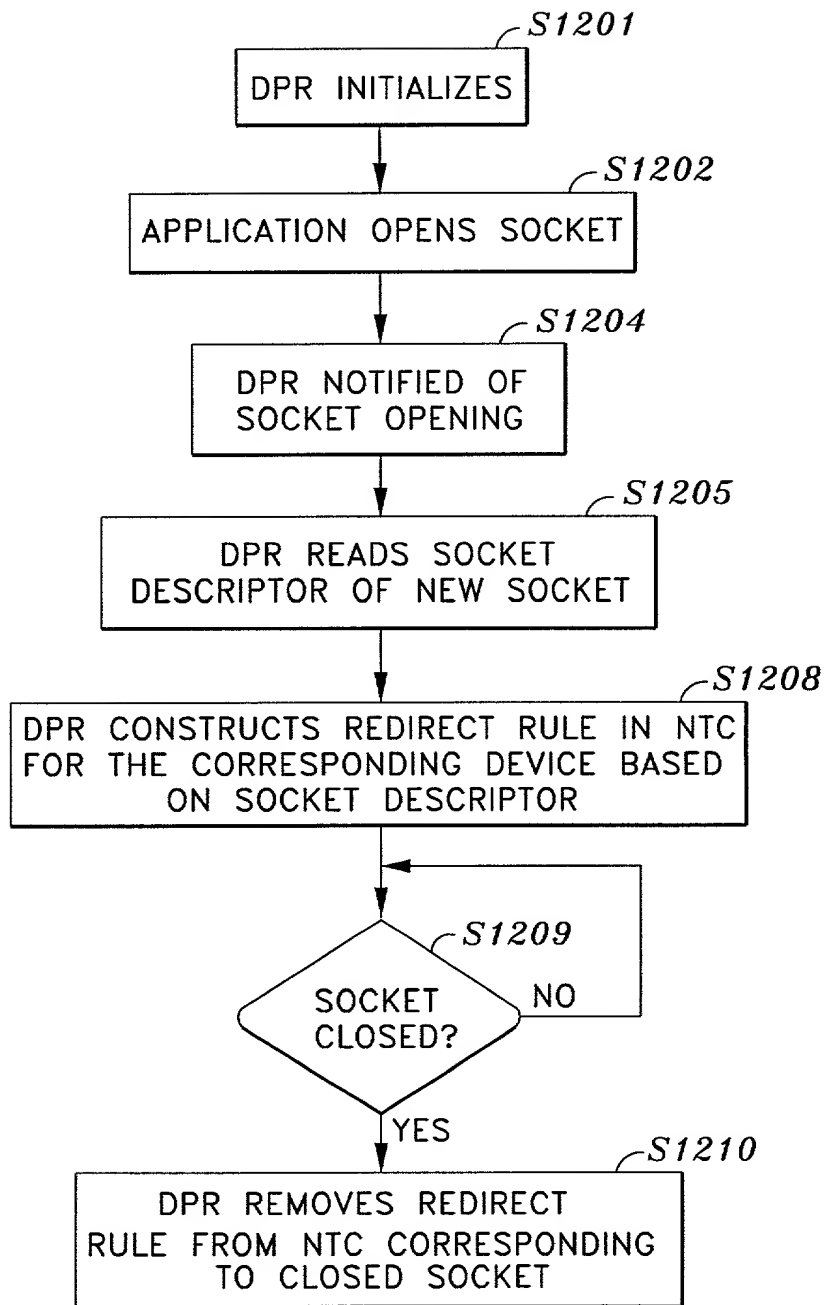 S1201
DPR INITIALIZES
S1202
APPLICATION OPENS SOCKET
S1204
DPR NOTIFIED OF
SOCKET OPENING
S1205
DPR READS SOCKET
DESCRIPTOR OF NEW SOCKET
S1208
DPR CONSTRUCTS REDIRECT RULE IN NTC
FOR THE CORRESPONDING DEVICE BASED
ON SOCKET DESCRIPTOR
S1209
SOCKET
CLOSED?
NO
YES
S1210
DPR REMOVES REDIRECT
RULE FROM NTC CORRESPONDING
TO CLOSED SOCKET